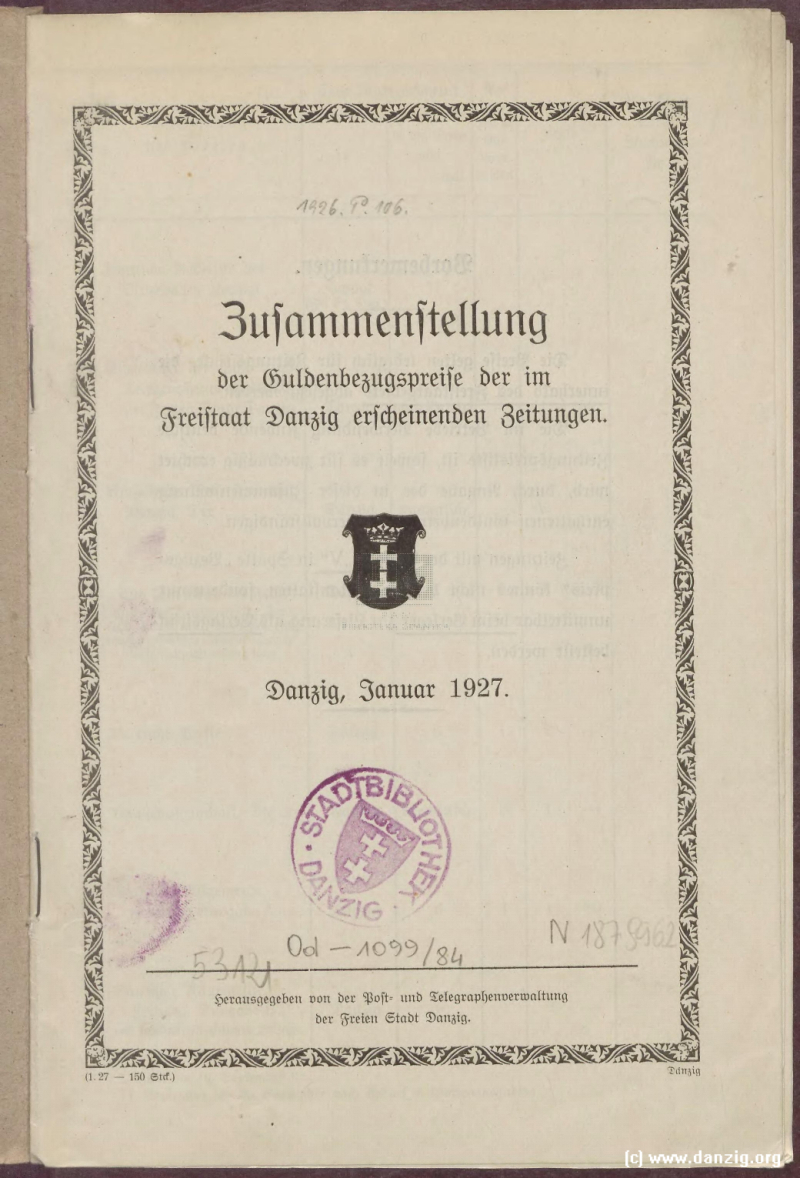 1926. P. 106.
Zusammenstellung
der Guldenbezugspreise der im
Freistaat Danzig erscheinenden Zeitungen.
Danzig, Januar 1927.
STADTBIBLIOTHEK
DANZIG
Od – 1099/84
N 187
Herausgegeben von der Post- und Telegraphenverwaltung
der Freien Stadt Danzig.
(1. 27 — 150 Stck.)
Danzig
(c) www.danzig.org